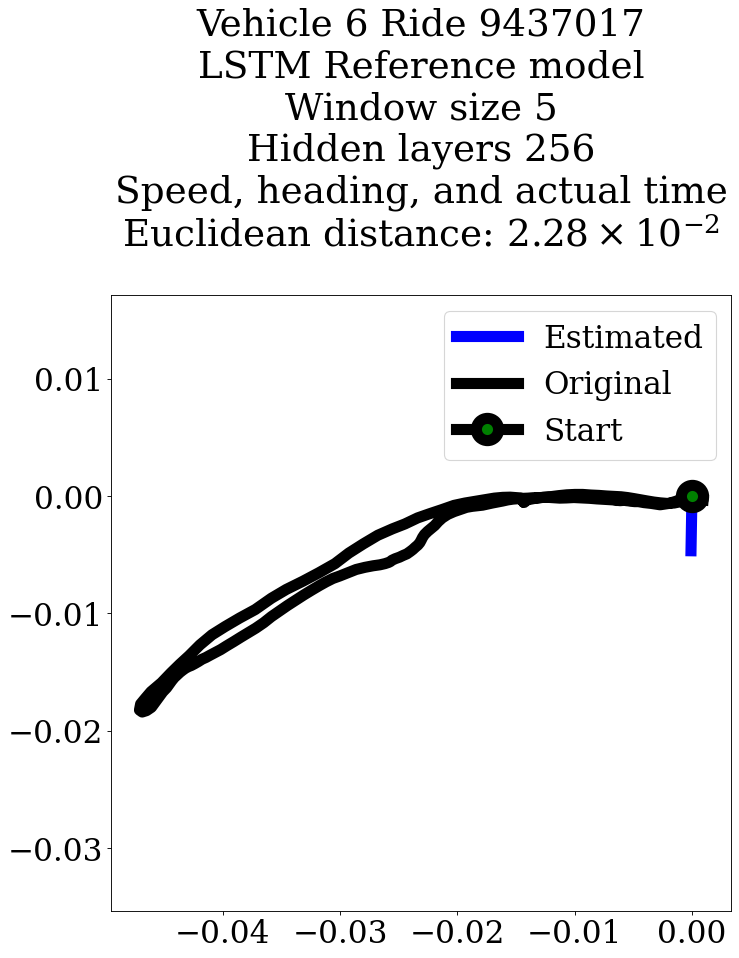 Vehicle 6 Ride 9437017
LSTM Reference model
Window size 5
Hidden layers 256
Speed, heading, and actual time
Euclidean distance: 2.28 × 10⁻²
Estimated
Original
Start
0.01
0.00
−0.01
−0.02
−0.03
−0.04
−0.03
−0.02
−0.01
0.00